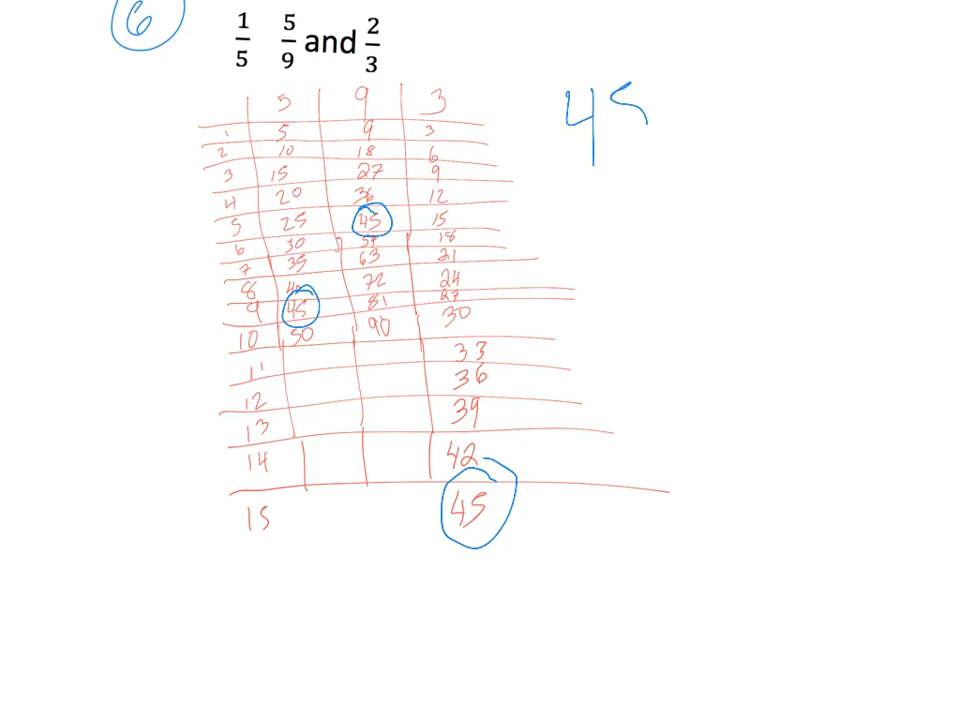 6
1/5 5/9 and 2/3
45
5 9 3
1 5 9 3
2 10 18 6
3 15 27 9
4 20 36 12
5 25 45 15
6 30 54 18
7 35 63 21
8 40 72 24
9 45 81 27
10 50 90 30
11 33
12 36
13 39
14 42
15 45